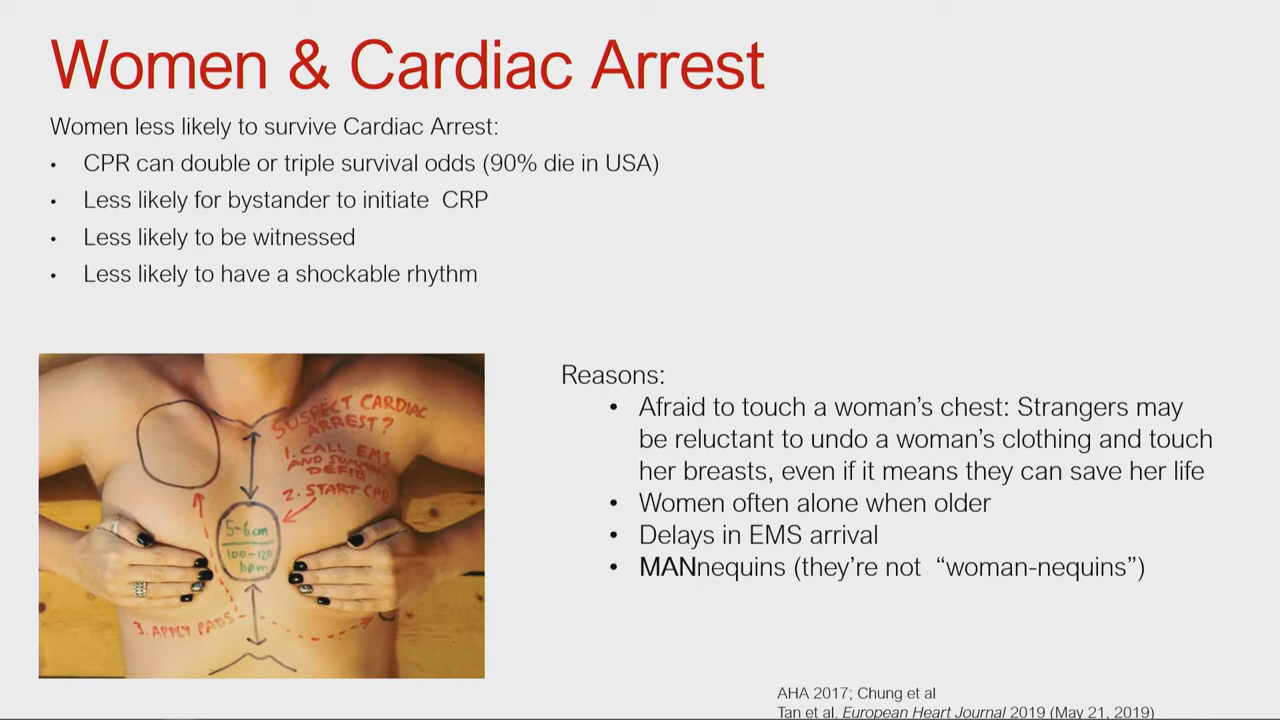 Women & Cardiac Arrest
Women less likely to survive Cardiac Arrest:
• CPR can double or triple survival odds (90% die in USA)
• Less likely for bystander to initiate CRP
• Less likely to be witnessed
• Less likely to have a shockable rhythm
SUSPECT CARDIAC
ARREST?
1. CALL EMS
AND SUMMON
DEFIB
2. START CPR
5-6cm
100-120
bpm
3. APPLY PADS
Reasons:
• Afraid to touch a woman's chest: Strangers may
be reluctant to undo a woman's clothing and touch
her breasts, even if it means they can save her life
• Women often alone when older
• Delays in EMS arrival
• MANnequins (they're not "woman-nequins")
AHA 2017; Chung et al
Tan et al. European Heart Journal 2019 (May 21, 2019)